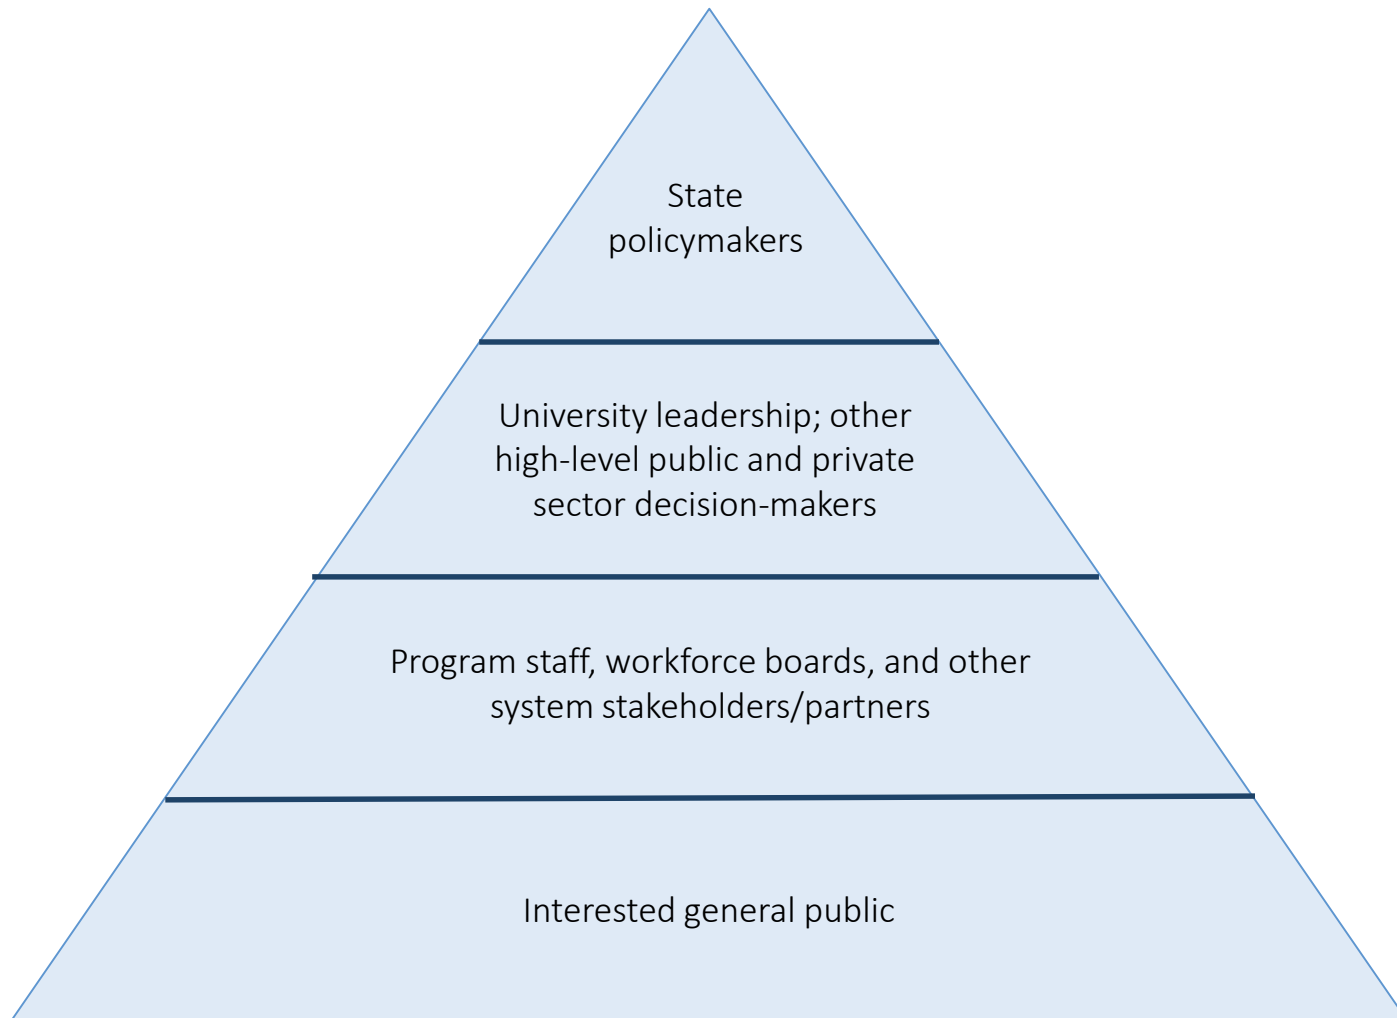 State
policymakers
University leadership; other
high-level public and private
sector decision-makers
Program staff, workforce boards, and other
system stakeholders/partners
Interested general public